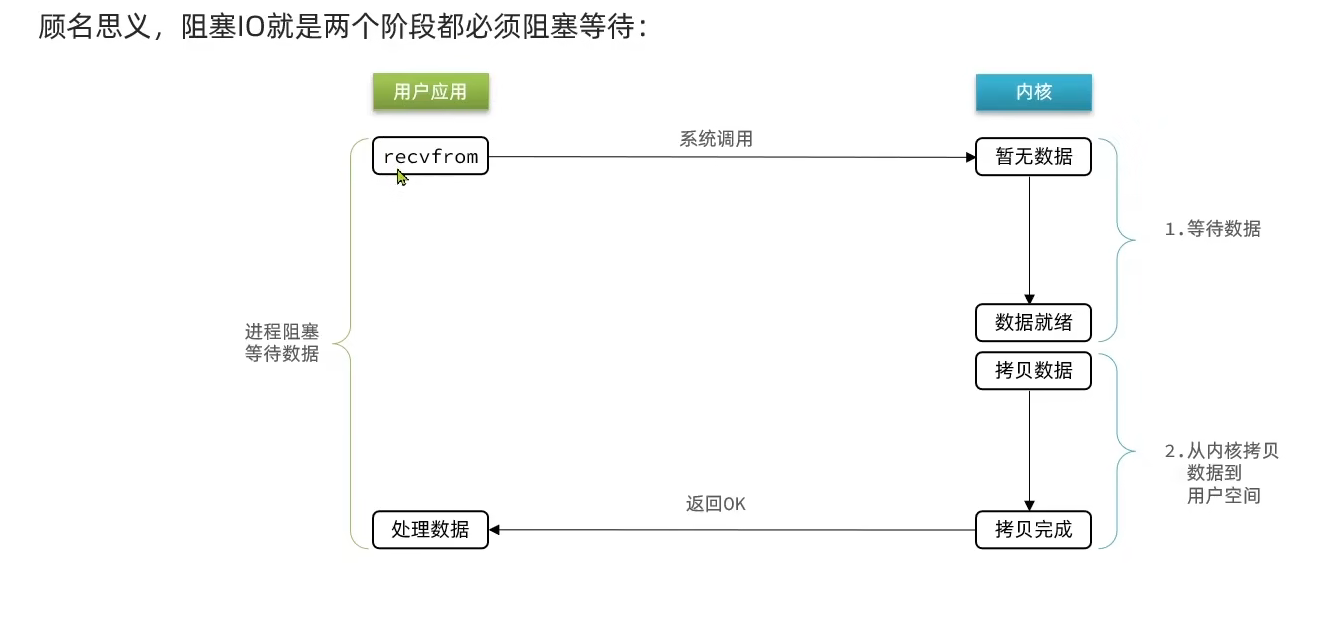 顾名思义，阻塞IO就是两个阶段都必须阻塞等待：
用户应用
内核
recvfrom
系统调用
暂无数据
1.等待数据
数据就绪
进程阻塞
等待数据
拷贝数据
2.从内核拷贝
数据到
用户空间
处理数据
返回OK
拷贝完成